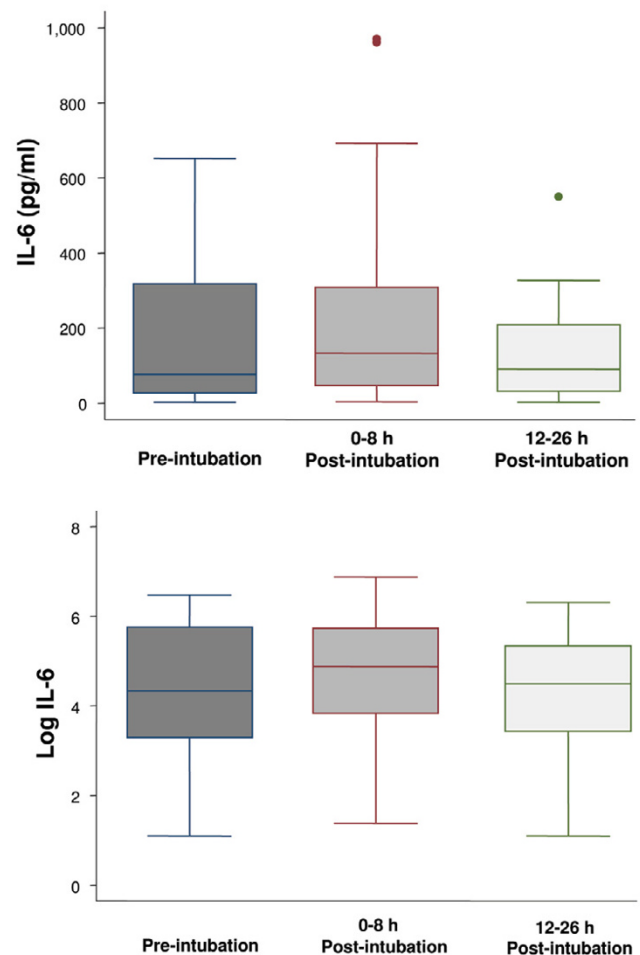 IL-6 (pg/ml)
1,000
800
600
400
200
0
Pre-intubation
0-8 h
Post-intubation
12-26 h
Post-intubation
Log IL-6
8
6
4
2
0
Pre-intubation
0-8 h
Post-intubation
12-26 h
Post-intubation